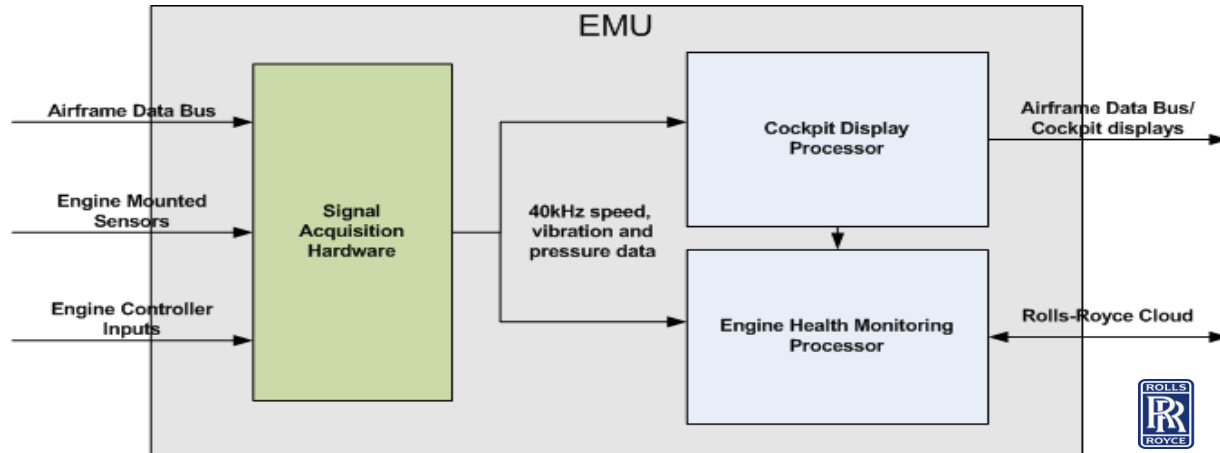 EMU
Airframe Data Bus
Engine Mounted
Sensors
Engine Controller
Inputs
Signal
Acquisition
Hardware
40kHz speed,
vibration and
pressure data
Cockpit Display
Processor
Engine Health Monitoring
Processor
Airframe Data Bus/
Cockpit displays
Rolls-Royce Cloud
ROLLS
RR
ROYCE